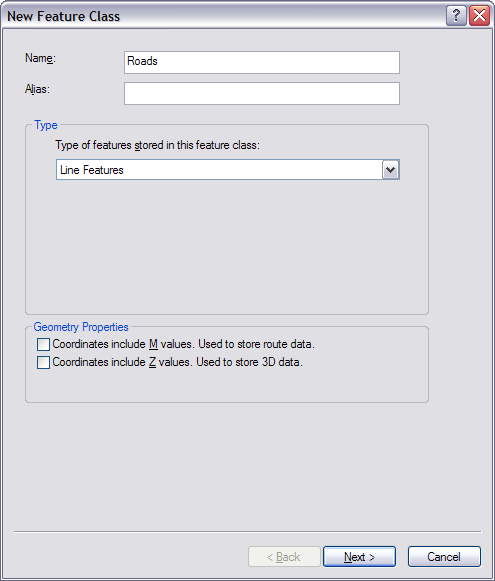 New Feature Class
?
Name:
Roads
Alias:
Type
Type of features stored in this feature class:
Line Features
Geometry Properties
Coordinates include M values. Used to store route data.
Coordinates include Z values. Used to store 3D data.
< Back Next > Cancel